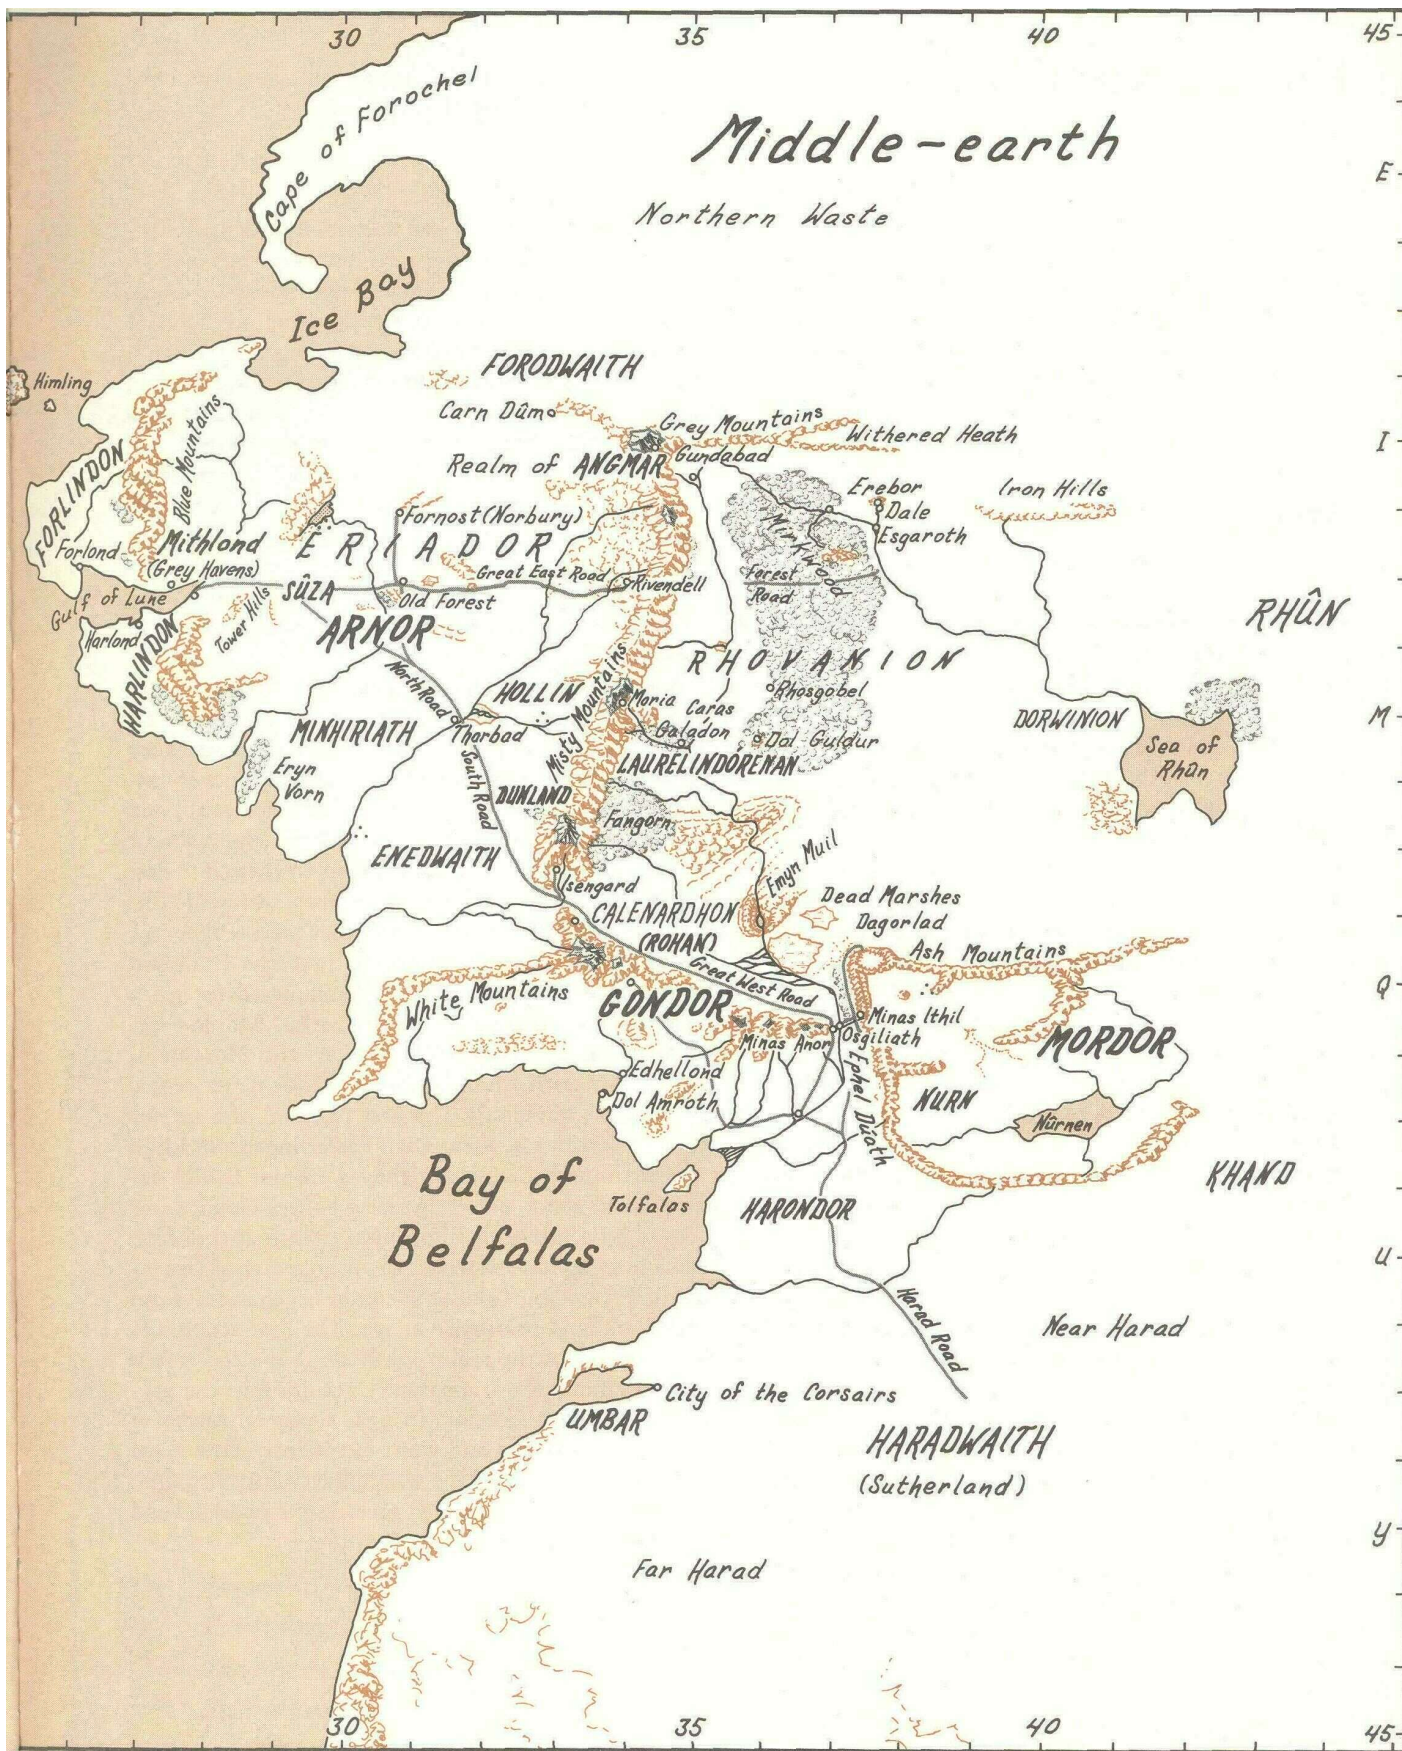 30
35
40
45
Cape of Forochel
Middle-earth
E
Northern Waste
Ice Bay
FORODWAITH
Himling
Carn Dûm
Grey Mountains
Withered Heath
I
Blue Mountains
FORLINDON
Realm of ANGMAR
Gundabad
Erebor
Dale
Esgaroth
Iron Hills
Fornost (Norbury)
Mirkwood
Forlond
Mithlond
(Grey Havens)
ERIADOR
Great East Road
Rivendell
Forest
Road
SÛZA
Old Forest
Gulf of Lune
Harlond
HARLINDON
Tower Hills
ARNOR
RHÛN
RHOVANION
North Road
HOLLIN
Misty Mountains
Moria
Caras
Galadon
Rhosgobel
MINHIRIATH
Tharbad
Dol Guldur
DORWINION
M
Sea of
Rhûn
Eryn
Vorn
South Road
LAURELINDORENAN
DUNLAND
Fangorn
ENEDWAITH
Emyn Muil
Isengard
Dead Marshes
Dagorlad
CALENARDHON
(ROHAN)
Ash Mountains
Great West Road
Q
White Mountains
GONDOR
Minas Ithil
Osgiliath
Minas Anor
MORDOR
Edhellond
Dol Amroth
Ephel Dúath
NURN
Nûrnen
Bay of
Belfalas
Tolfalas
KHAND
HARONDOR
U
Harad Road
Near Harad
City of the Corsairs
UMBAR
HARADWAITH
(Sutherland)
Y
Far Harad
30
35
40
45